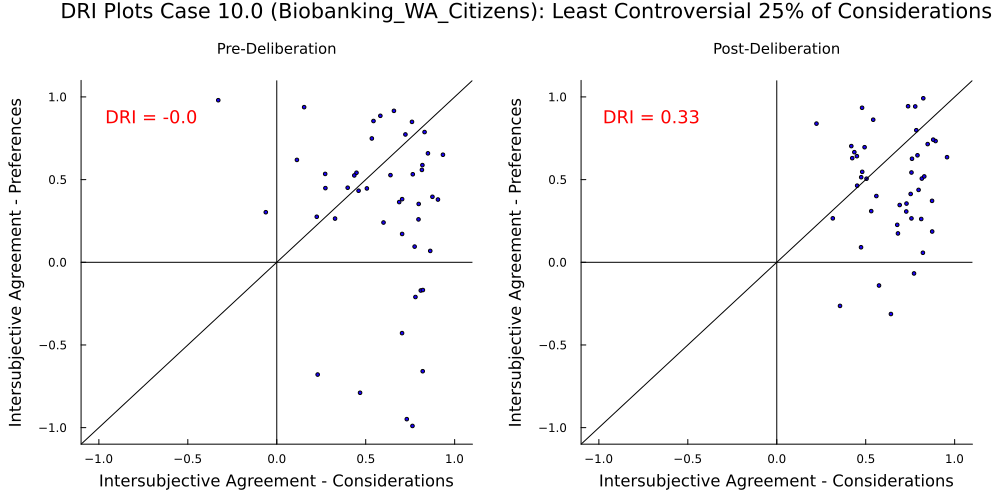 DRI Plots Case 10.0 (Biobanking_WA_Citizens): Least Controversial 25% of Considerations
Pre-Deliberation
DRI = -0.0
Intersubjective Agreement - Preferences
1.0
0.5
0.0
−0.5
−1.0
−1.0
−0.5
0.0
0.5
1.0
Intersubjective Agreement - Considerations
Post-Deliberation
DRI = 0.33
Intersubjective Agreement - Preferences
1.0
0.5
0.0
−0.5
−1.0
−1.0
−0.5
0.0
0.5
1.0
Intersubjective Agreement - Considerations